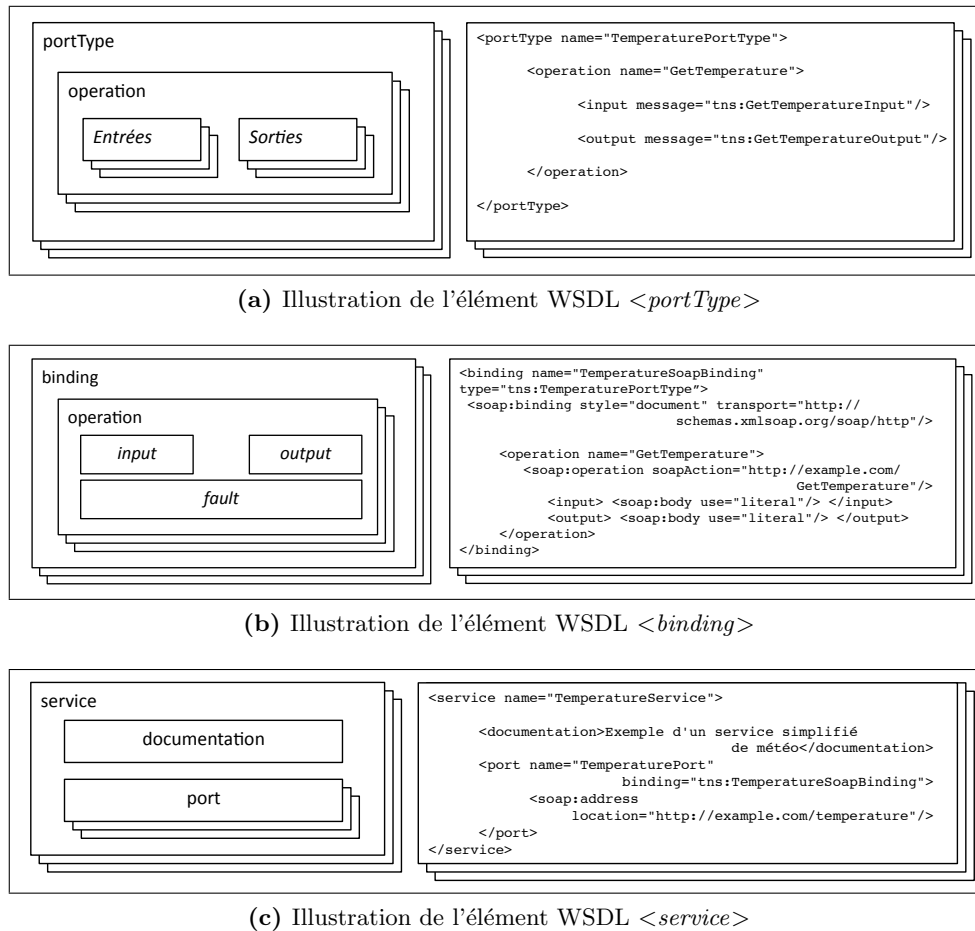 portType
operation
Entrées
Sorties
<portType name="TemperaturePortType">
<operation name="GetTemperature">
<input message="tns:GetTemperatureInput"/>
<output message="tns:GetTemperatureOutput"/>
</operation>
</portType>
(a) Illustration de l'élément WSDL <portType>
binding
operation
input
output
fault
<binding name="TemperatureSoapBinding"
type="tns:TemperaturePortType”>
<soap:binding style="document" transport="http://
schemas.xmlsoap.org/soap/http"/>
<operation name="GetTemperature">
<soap:operation soapAction="http://example.com/
GetTemperature"/>
<input> <soap:body use="literal"/> </input>
<output> <soap:body use="literal"/> </output>
</operation>
</binding>
(b) Illustration de l'élément WSDL <binding>
service
documentation
port
<service name="TemperatureService">
<documentation>Exemple d'un service simplifié
de météo</documentation>
<port name="TemperaturePort"
binding="tns:TemperatureSoapBinding">
<soap:address
location="http://example.com/temperature"/>
</port>
</service>
(c) Illustration de l'élément WSDL <service>